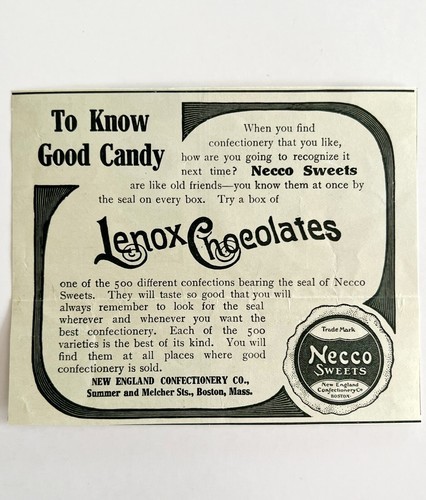 To Know
Good Candy
When you find
confectionery that you like,
how are you going to recognize it
next time? Necco Sweets
are like old friends—you know them at once by
the seal on every box. Try a box of
Lenox Chocolates
one of the 500 different confections bearing the seal of Necco
Sweets. They will taste so good that you will
always remember to look for the seal
wherever and whenever you want the
best confectionery. Each of the 500
varieties is the best of its kind. You will
find them at all places where good
confectionery is sold.
NEW ENGLAND CONFECTIONERY CO.,
Summer and Melcher Sts., Boston, Mass.
Trade Mark
Necco
SWEETS
New England
Confectionery Co
BOSTON